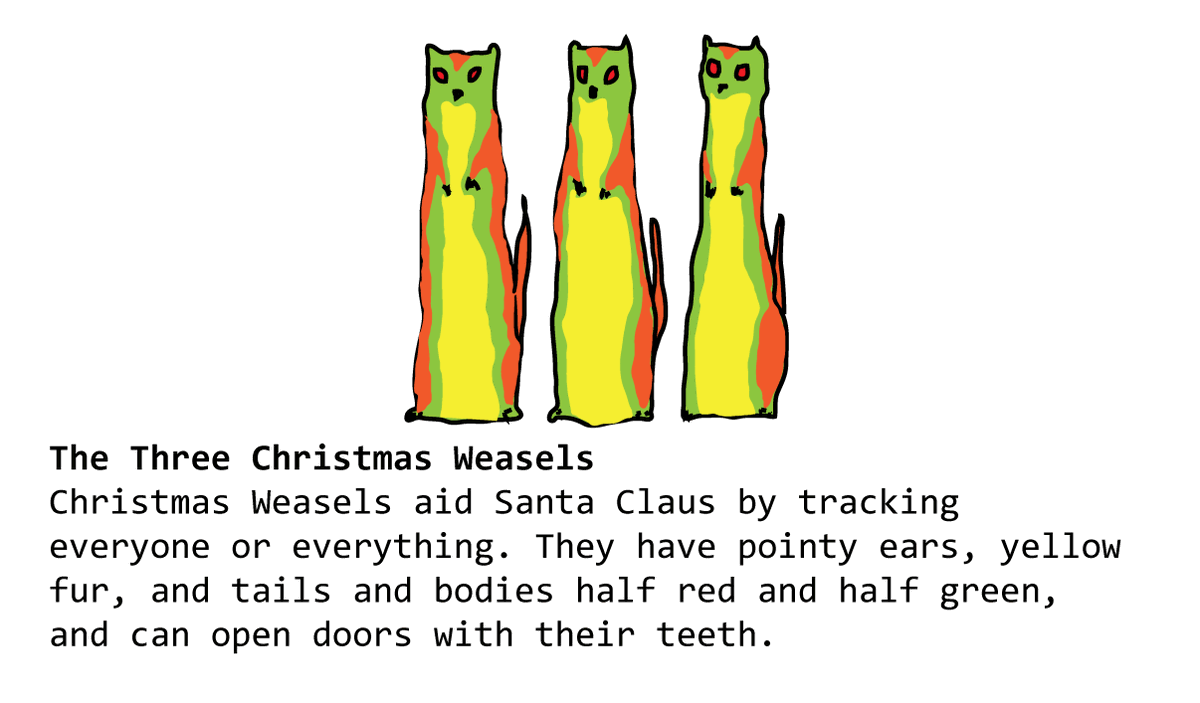 The Three Christmas Weasels
Christmas Weasels aid Santa Claus by tracking
everyone or everything. They have pointy ears, yellow
fur, and tails and bodies half red and half green,
and can open doors with their teeth.